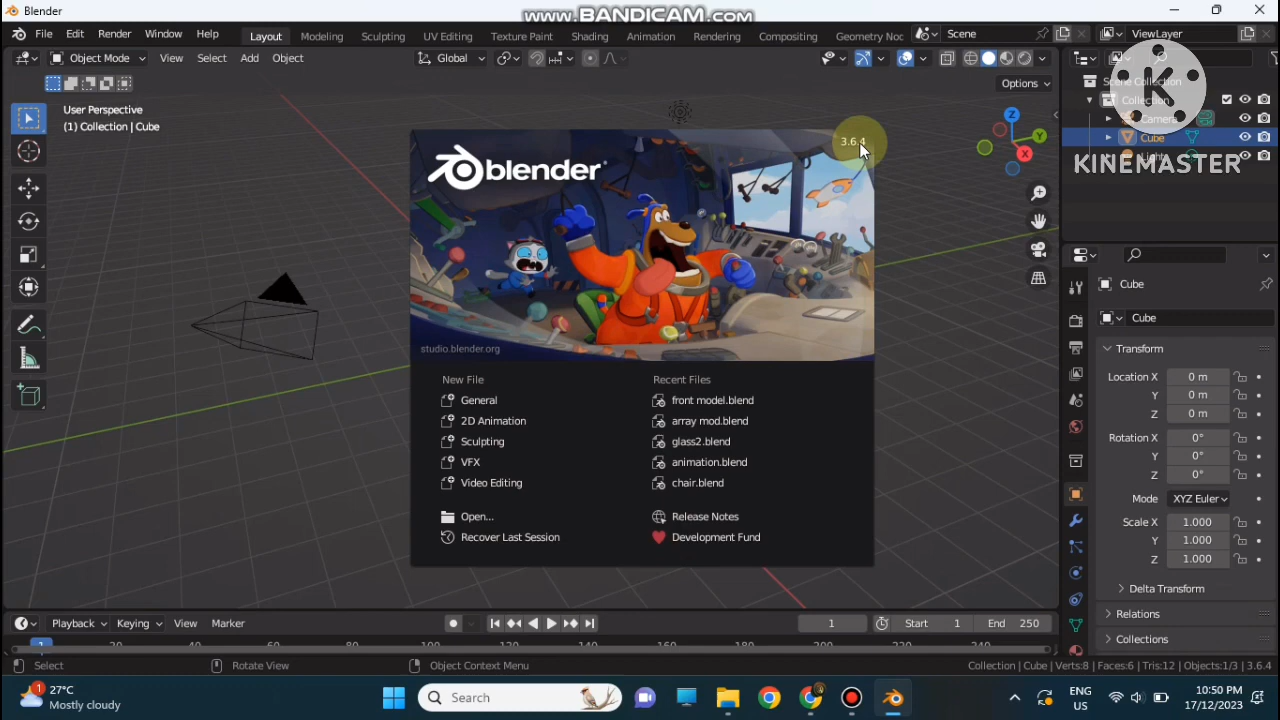 Blender
www.BANDICAM.com
File Edit Render Window Help Layout Modeling Sculpting UV Editing Texture Paint Shading Animation Rendering Compositing Geometry Noc Scene ViewLayer
Object Mode View Select Add Object Global
Options
User Perspective
(1) Collection | Cube
Scene Collection
Collection
Camera
Cube
KINEMASTER
Z
Y
X
3.6.4
blender
studio.blender.org
New File
General
2D Animation
Sculpting
VFX
Video Editing
Open...
Recover Last Session
Recent Files
front model.blend
array mod.blend
glass2.blend
animation.blend
chair.blend
Release Notes
Development Fund
Cube
Cube
Transform
Location X 0 m
Y 0 m
Z 0 m
Rotation X 0°
Y 0°
Z 0°
Mode XYZ Euler
Scale X 1.000
Y 1.000
Z 1.000
Delta Transform
Relations
Collections
Playback Keying View Marker 1 Start 1 End 250
1
Select Rotate View Object Context Menu Collection | Cube | Verts:8 | Faces:6 | Tris:12 | Objects:1/3 | 3.6.4
27°C
Mostly cloudy
1
Search
ENG
US
10:50 PM
17/12/2023